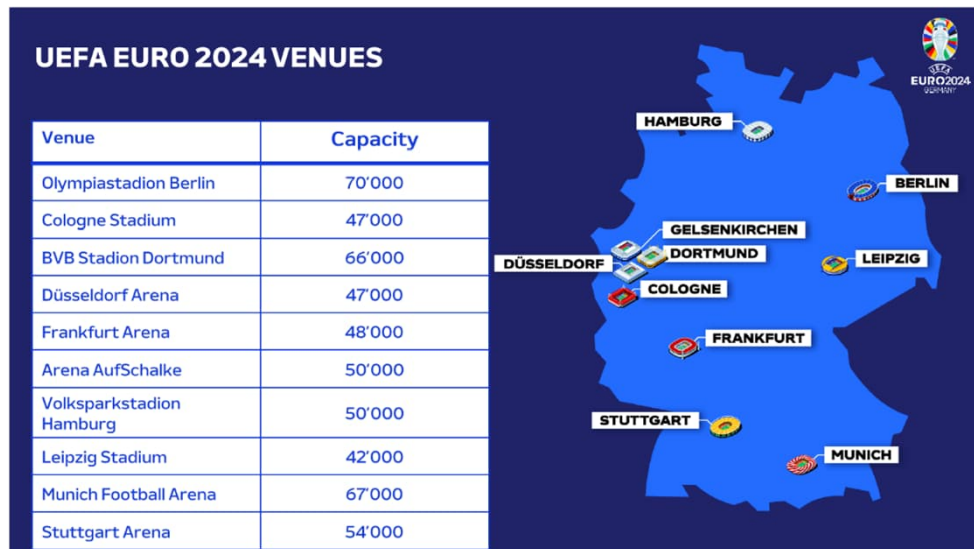 UEFA EURO 2024 VENUES
Venue Capacity
Olympiastadion Berlin 70'000
Cologne Stadium 47'000
BVB Stadion Dortmund 66'000
Düsseldorf Arena 47'000
Frankfurt Arena 48'000
Arena AufSchalke 50'000
Volksparkstadion
Hamburg 50'000
Leipzig Stadium 42'000
Munich Football Arena 67'000
Stuttgart Arena 54'000
UEFA
EURO2024
GERMANY
HAMBURG
BERLIN
GELSENKIRCHEN
DORTMUND
DÜSSELDORF
LEIPZIG
COLOGNE
FRANKFURT
STUTTGART
MUNICH